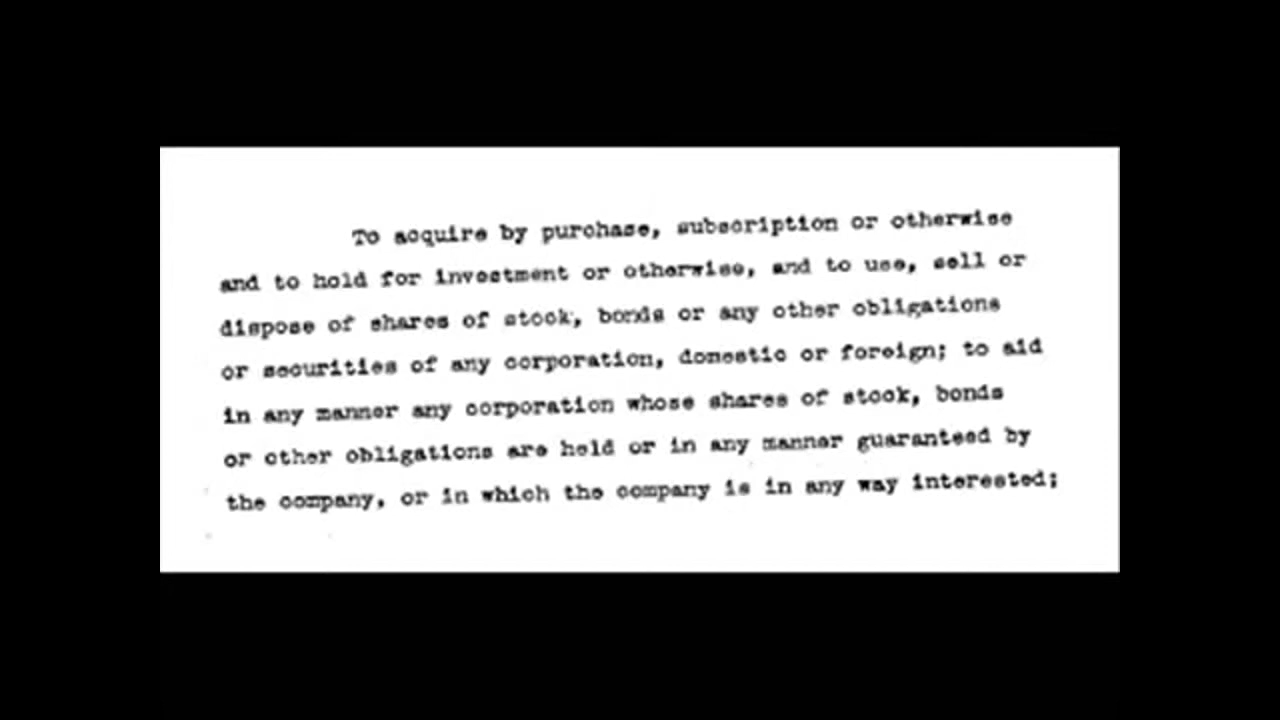 To acquire by purchase, subscription or otherwise
and to hold for investment or otherwise, and to use, sell or
dispose of shares of stock, bonds or any other obligations
or securities of any corporation, domestic or foreign; to aid
in any manner any corporation whose shares of stock, bonds
or other obligations are held or in any manner guaranteed by
the company, or in which the company is in any way interested;